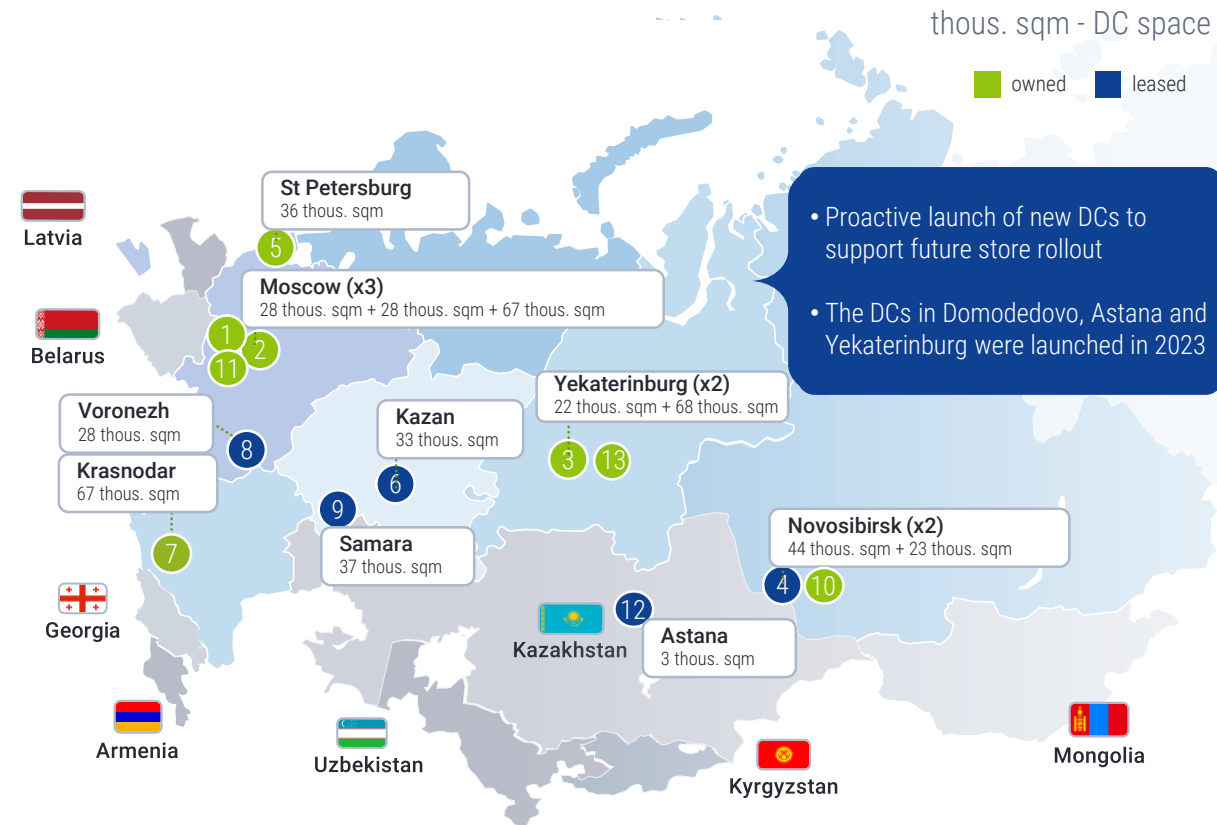 thous. sqm - DC space
owned
leased
St Petersburg
36 thous. sqm
Latvia
• Proactive launch of new DCs to
support future store rollout
• The DCs in Domodedovo, Astana and
Yekaterinburg were launched in 2023
5
Moscow (x3)
28 thous. sqm + 28 thous. sqm + 67 thous. sqm
Belarus
1
2
11
Yekaterinburg (x2)
22 thous. sqm + 68 thous. sqm
3
13
Voronezh
28 thous. sqm
8
Kazan
33 thous. sqm
6
Krasnodar
67 thous. sqm
7
9
Samara
37 thous. sqm
Novosibirsk (x2)
44 thous. sqm + 23 thous. sqm
4
10
Georgia
Kazakhstan
12
Astana
3 thous. sqm
Armenia
Uzbekistan
Kyrgyzstan
Mongolia